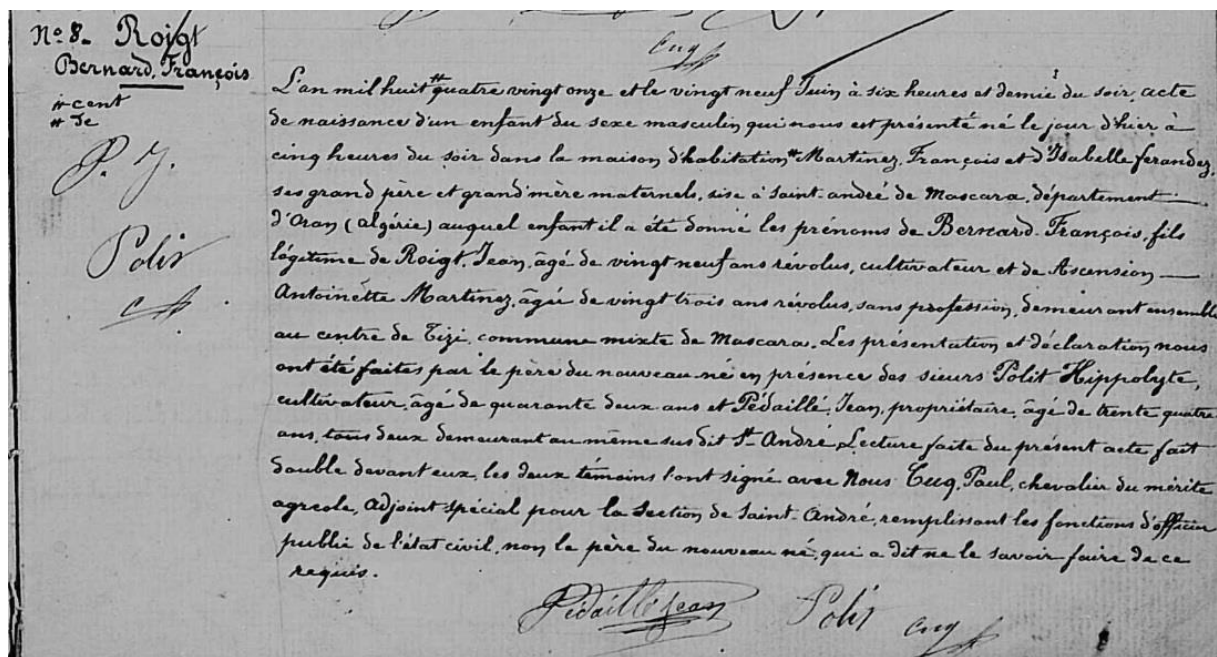 Cuq
Nº 8. Roigt
Bernard, François
# cent
# de
P. J.
Polit
C
L'an mil huit # quatre vingt onze et le vingt neuf Juin à six heures et demie du soir, acte
de naissance d'un enfant du sexe masculin qui nous est présenté né le jour d'hier à
cinq heures du soir dans la maison d'habitation # Martinez, François et d'Isabelle ferandez,
ses grand père et grand'mère maternels, sise à Saint-andré de Mascara, département
d'Oran (algérie) auquel enfant il a été donné les prénoms de Bernard-François, fils
légitime de Roigt, Jean, âgé de vingt neuf ans révolus, cultivateur et de Ascension
Antoinette Martinez, âgée de vingt trois ans révolus, sans profession, demeurant ensemble
au centre de Tizi, commune mixte de Mascara. Les présentation et déclaration nous
ont été faites par le père du nouveau né en présence des sieurs Polit Hippolyte,
cultivateur, âgé de quarante deux ans et Pédaillé, Jean, propriétaire, âgé de trente quatre
ans, tous deux demeurant au même sus dit St André. Lecture faite du présent acte fait
double devant eux, les deux témoins l'ont signé avec Nous Cuq, Paul, chevalier du mérite
agreole, Adjoint spécial pour la Section de Saint-André, remplissant les fonctions d'officier
public de l'état civil, non le père du nouveau né, qui a dit ne le savoir faire de ce
requis.
Pédaillé Jean Polit Cuq